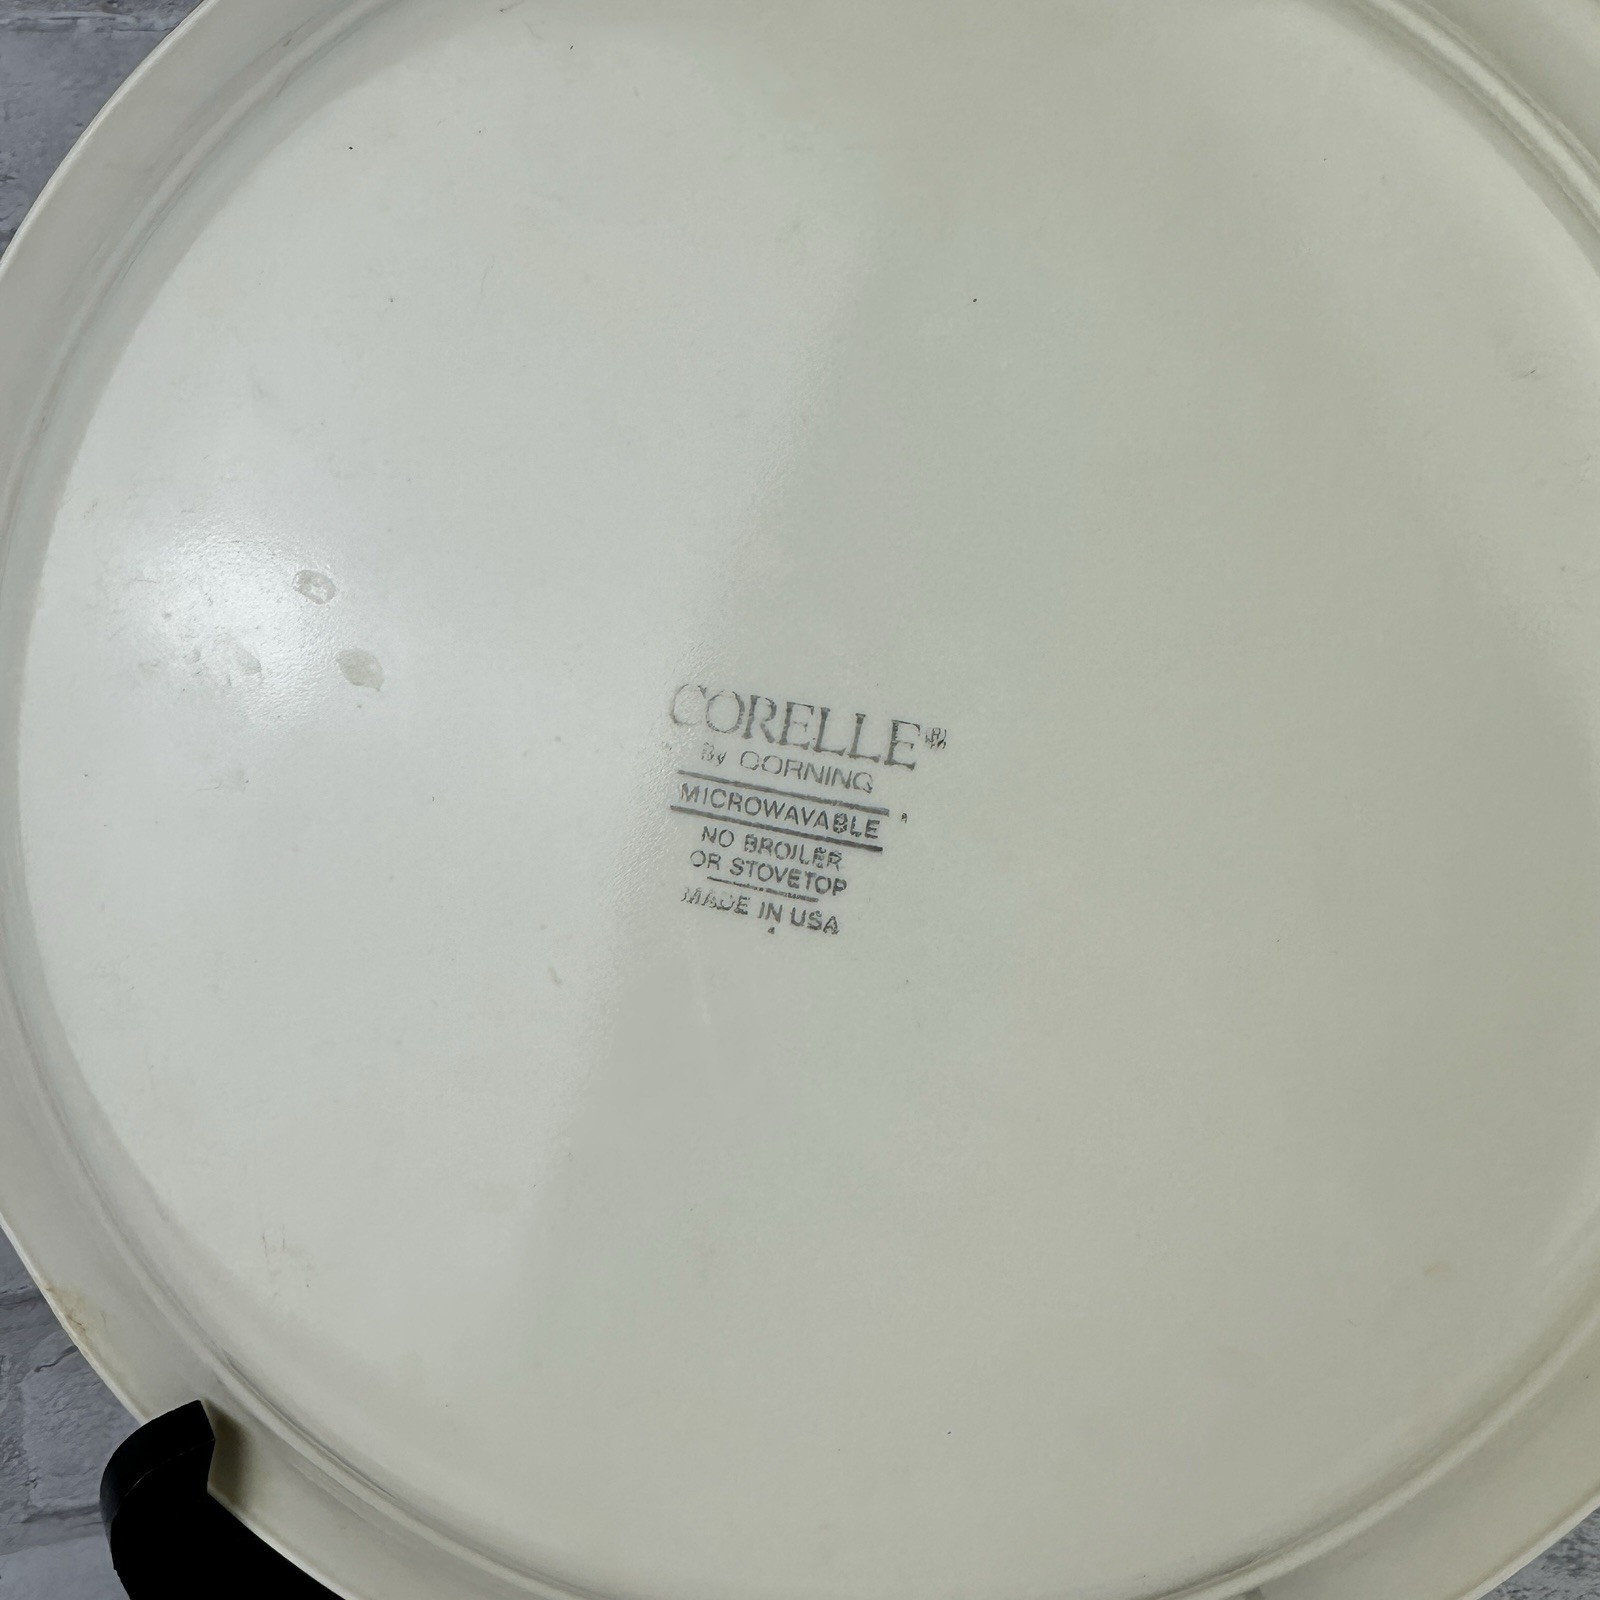 CORELLE®
By CORNING
MICROWAVABLE
NO BROILER
OR STOVETOP
MADE IN USA